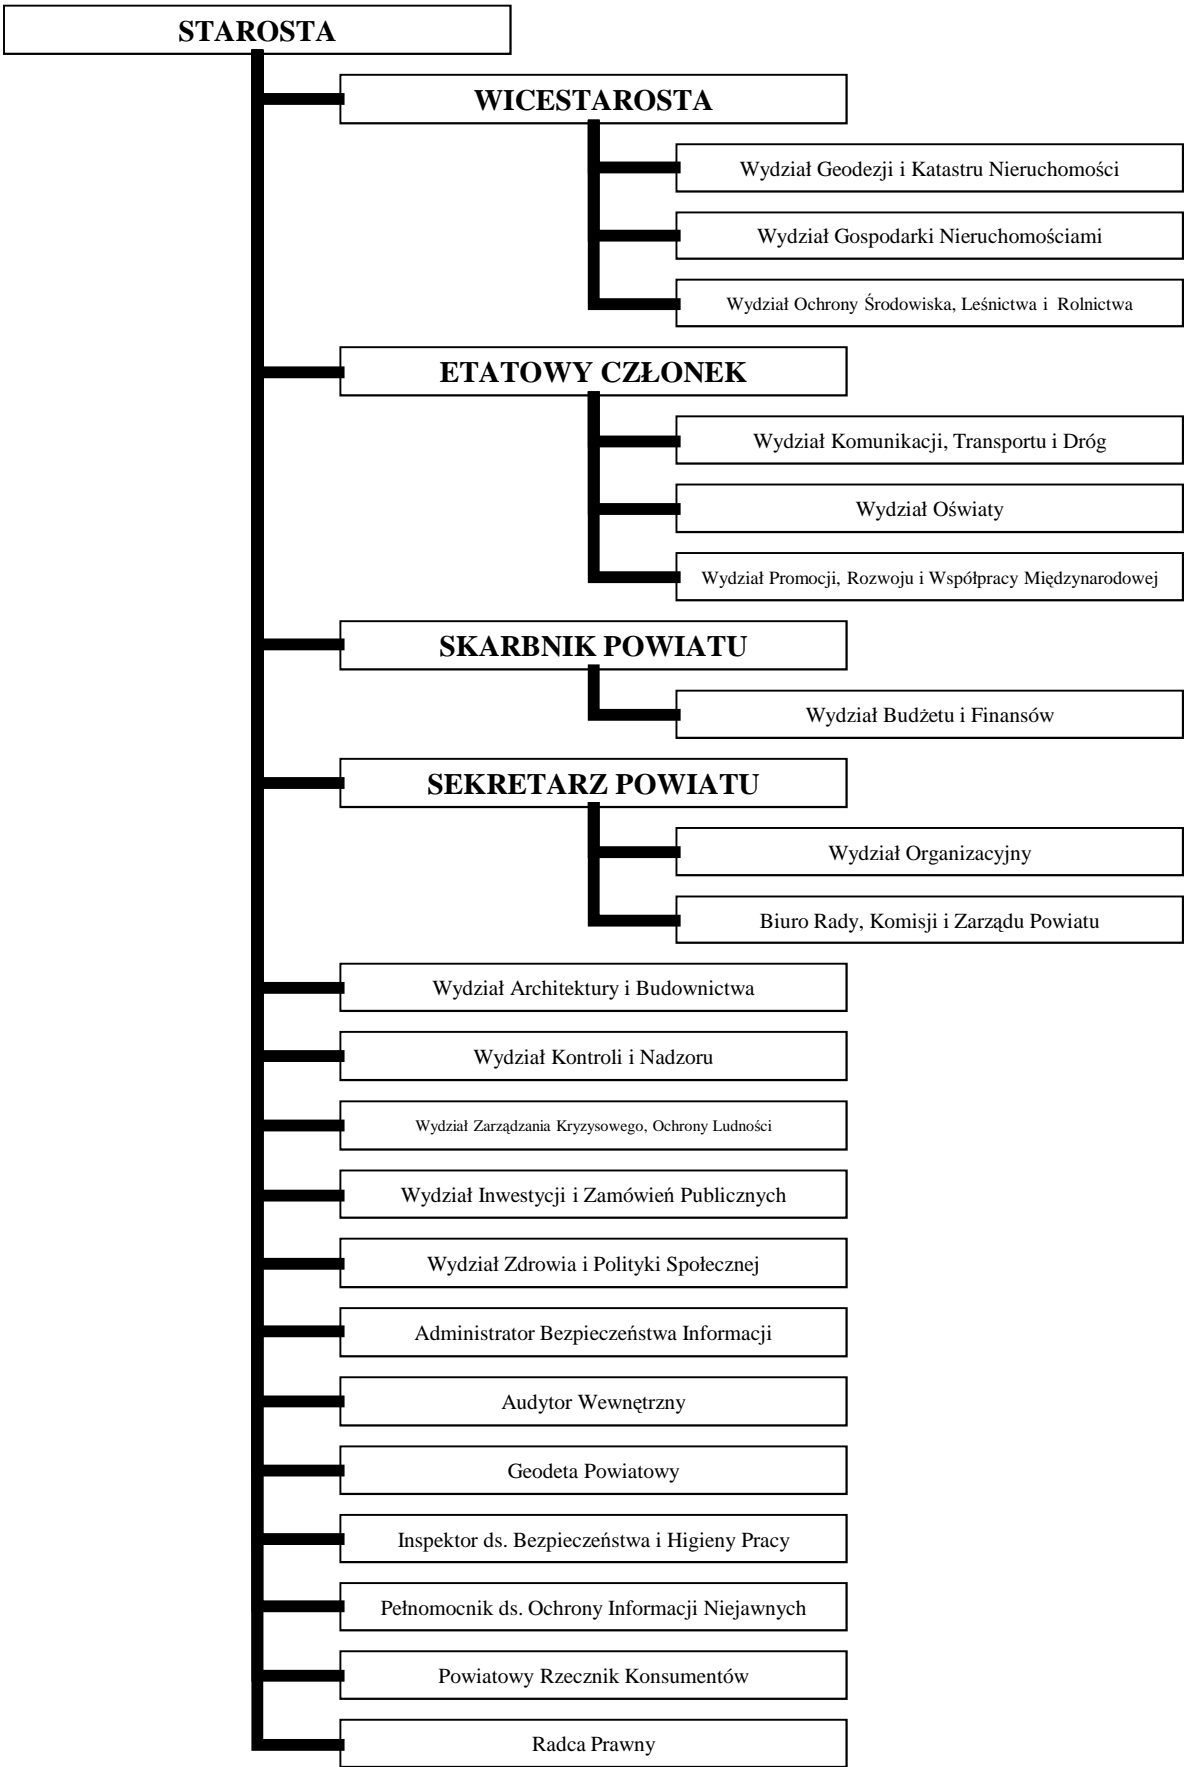 STAROSTA
WICESTAROSTA
Wydział Geodezji i Katastru Nieruchomości
Wydział Gospodarki Nieruchomościami
Wydział Ochrony Środowiska, Leśnictwa i Rolnictwa
ETATOWY CZŁONEK
Wydział Komunikacji, Transportu i Dróg
Wydział Oświaty
Wydział Promocji, Rozwoju i Współpracy Międzynarodowej
SKARBNIK POWIATU
Wydział Budżetu i Finansów
SEKRETARZ POWIATU
Wydział Organizacyjny
Biuro Rady, Komisji i Zarządu Powiatu
Wydział Architektury i Budownictwa
Wydział Kontroli i Nadzoru
Wydział Zarządzania Kryzysowego, Ochrony Ludności
Wydział Inwestycji i Zamówień Publicznych
Wydział Zdrowia i Polityki Społecznej
Administrator Bezpieczeństwa Informacji
Audytor Wewnętrzny
Geodeta Powiatowy
Inspektor ds. Bezpieczeństwa i Higieny Pracy
Pełnomocnik ds. Ochrony Informacji Niejawnych
Powiatowy Rzecznik Konsumentów
Radca Prawny